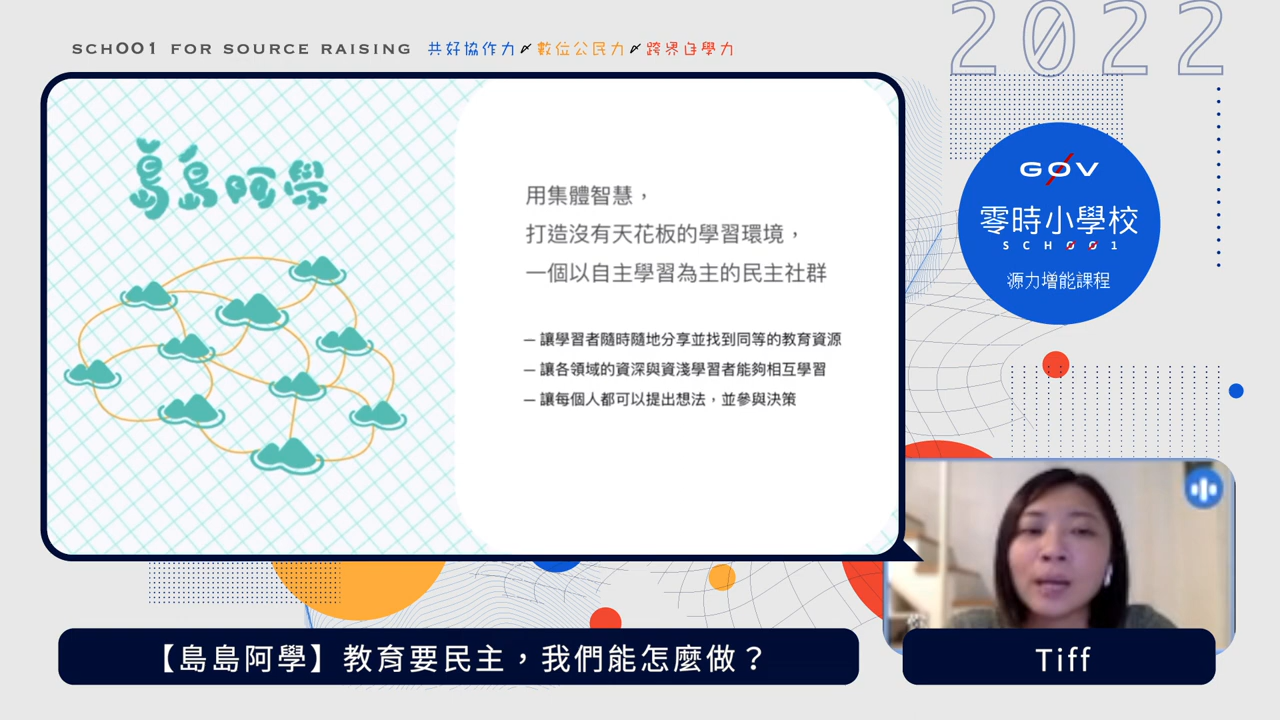 SCHOO1 FOR SOURCE RAISING 共好協作力 數位公民力 跨界自學力
2022
島島阿學
用集體智慧，
打造沒有天花板的學習環境，
一個以自主學習為主的民主社群
— 讓學習者隨時隨地分享並找到同等的教育資源
— 讓各領域的資深與資淺學習者能夠相互學習
— 讓每個人都可以提出想法，並參與決策
GØV
零時小學校
SCHØØ1
源力增能課程
【島島阿學】教育要民主，我們能怎麼做？
Tiff